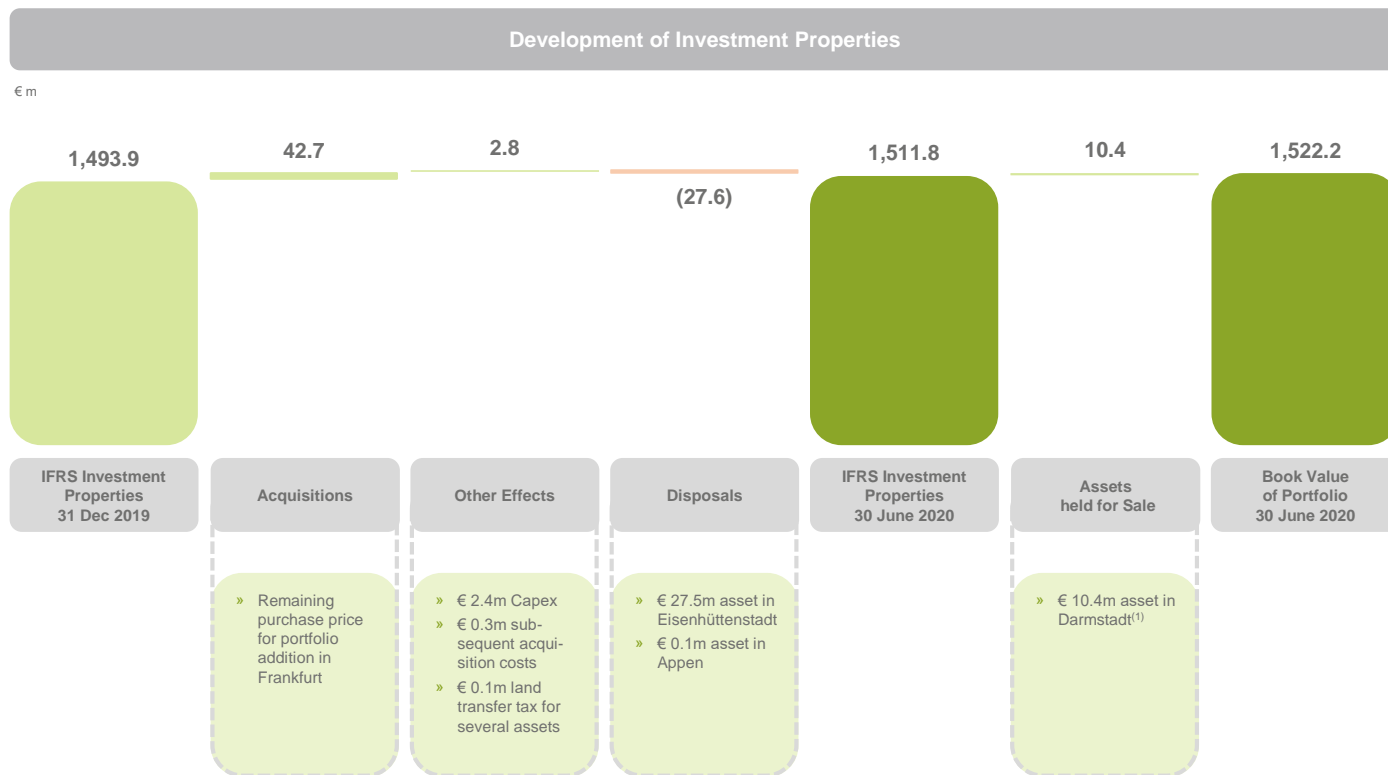 Development of Investment Properties
€ m
1,493.9
42.7
2.8
(27.6)
1,511.8
10.4
1,522.2
IFRS Investment
Properties
31 Dec 2019
Acquisitions
Other Effects
Disposals
IFRS Investment
Properties
30 June 2020
Assets
held for Sale
Book Value
of Portfolio
30 June 2020
» Remaining
purchase price
for portfolio
addition in
Frankfurt
» € 2.4m Capex
» € 0.3m sub-
sequent acqui-
sition costs
» € 0.1m land
transfer tax for
several assets
» € 27.5m asset in
Eisenhüttenstadt
» € 0.1m asset in
Appen
» € 10.4m asset in
Darmstadt(1)